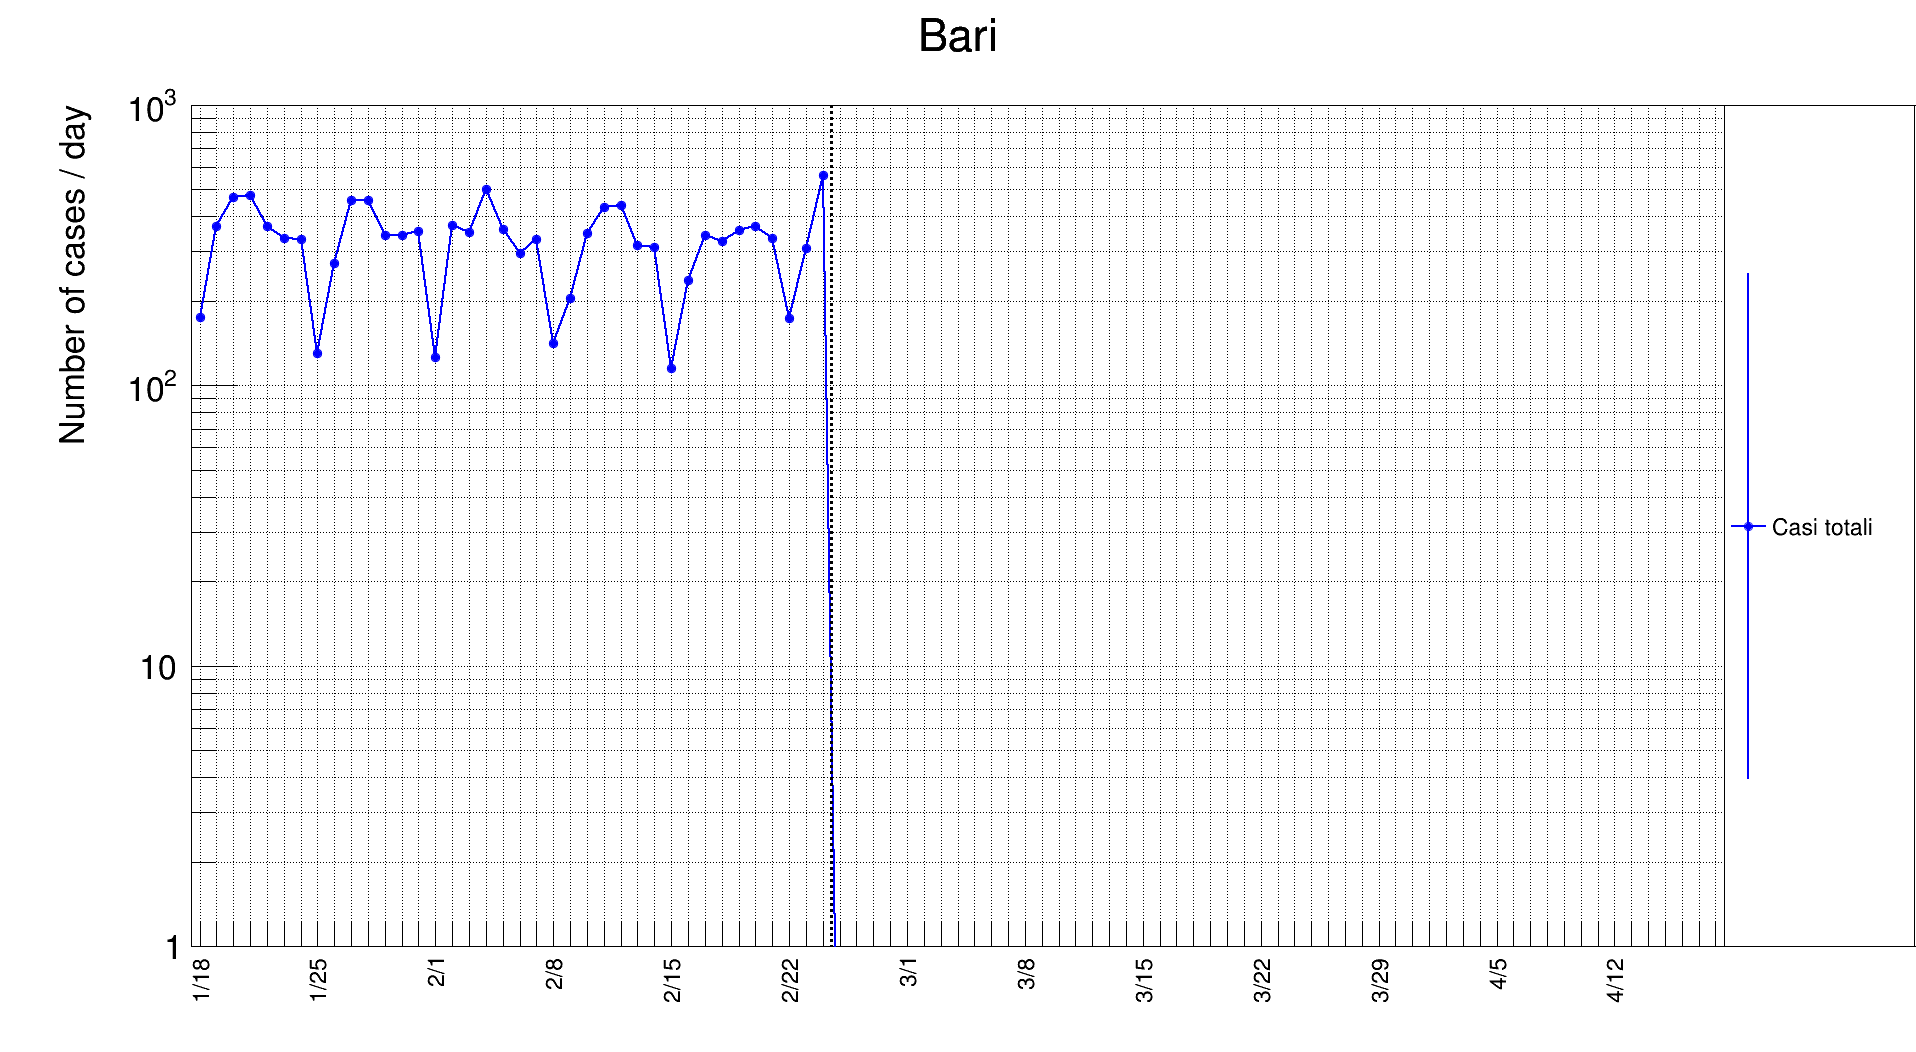 Bari
Number of cases / day
10³
10²
10
1
1/18 1/25 2/1 2/8 2/15 2/22 3/1 3/8 3/15 3/22 3/29 4/5 4/12
Casi totali